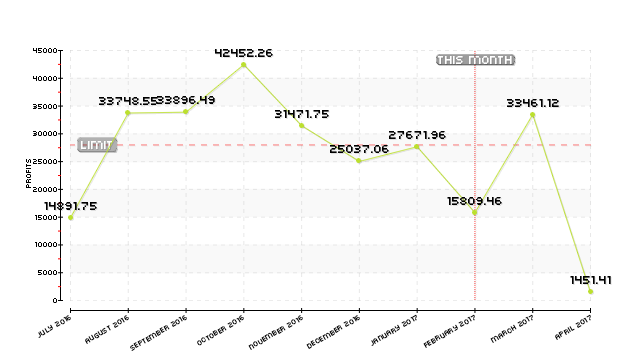 45000
40000
35000
30000
25000
20000
15000
10000
5000
0
PROFITS
LIMIT
THIS MONTH
14891.75
33748.55
33896.49
42452.26
31471.75
25037.06
27671.96
15809.46
33461.12
1451.41
JULY 2016
AUGUST 2016
SEPTEMBER 2016
OCTOBER 2016
NOVEMBER 2016
DECEMBER 2016
JANUARY 2017
FEBRUARY 2017
MARCH 2017
APRIL 2017